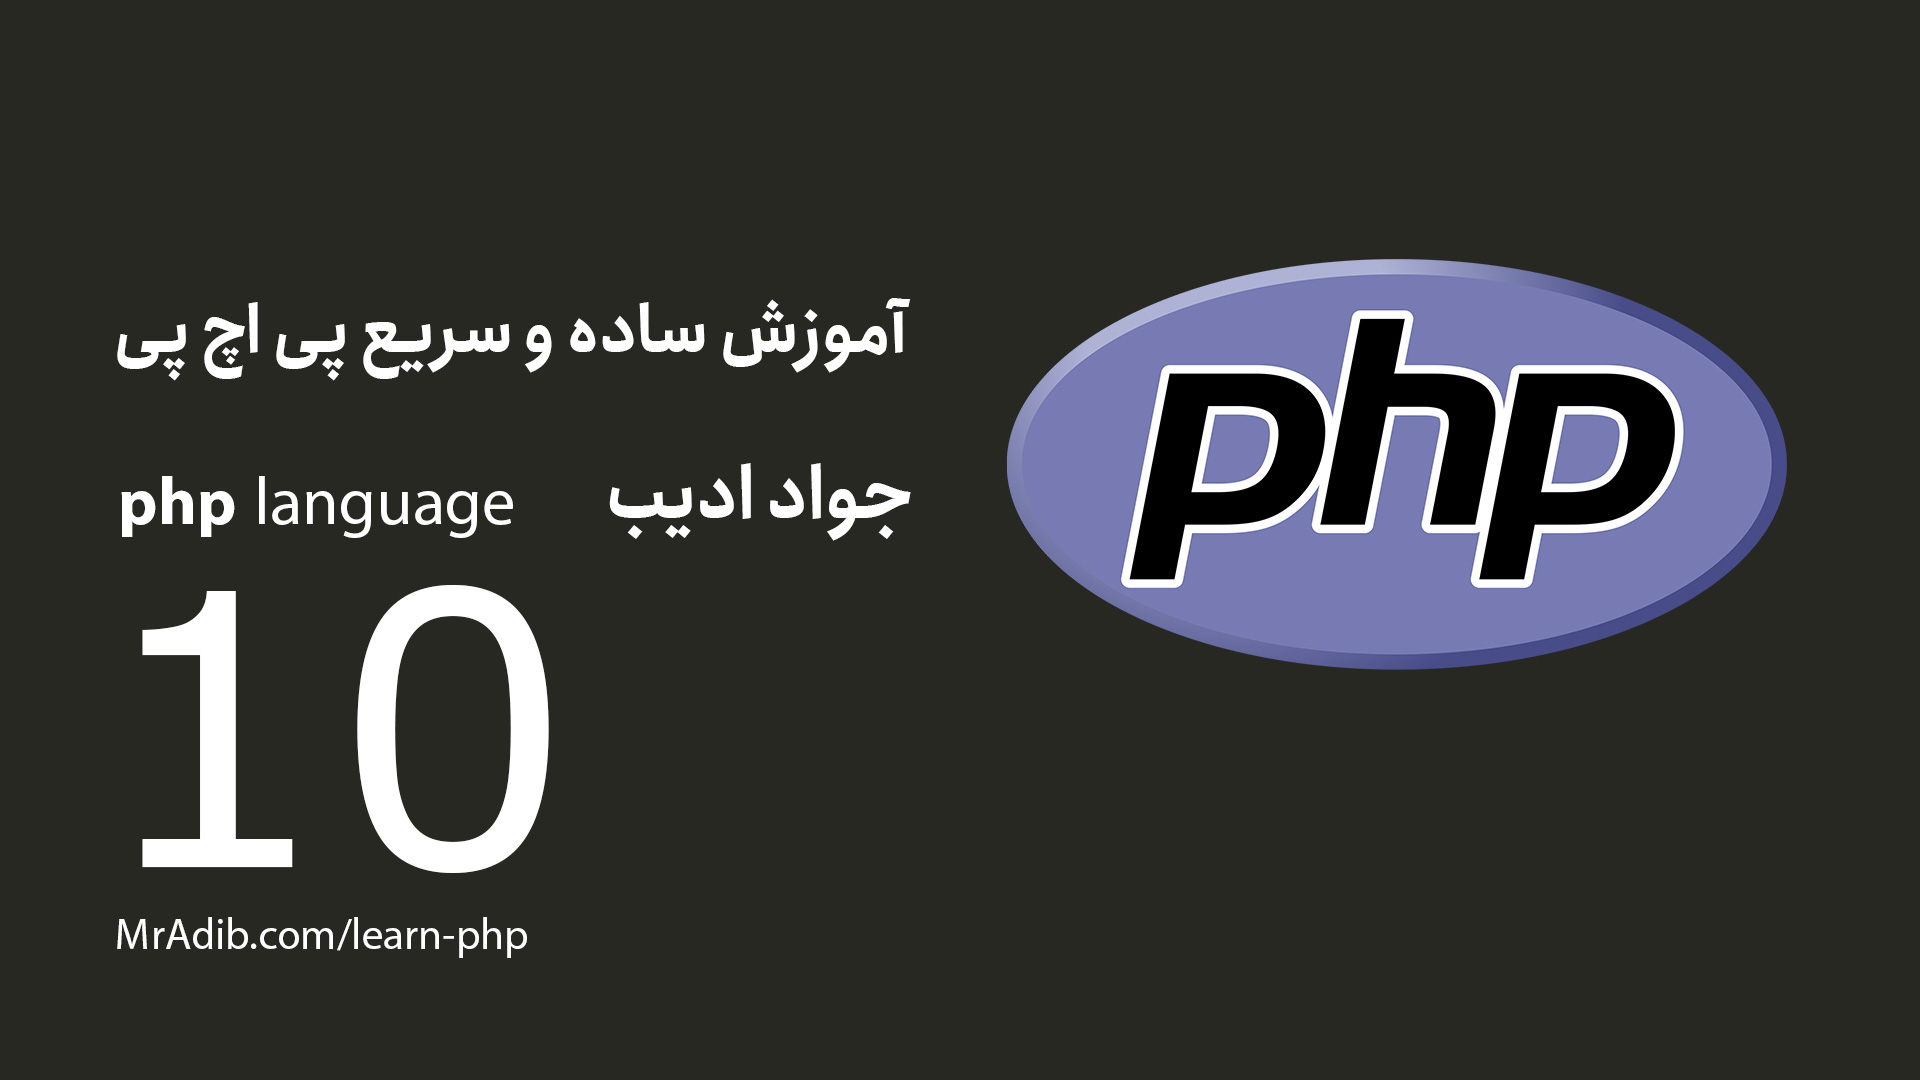 آموزش ساده و سریع پی اچ پی
جواد ادیب
php language
10
MrAdib.com/learn-php
php